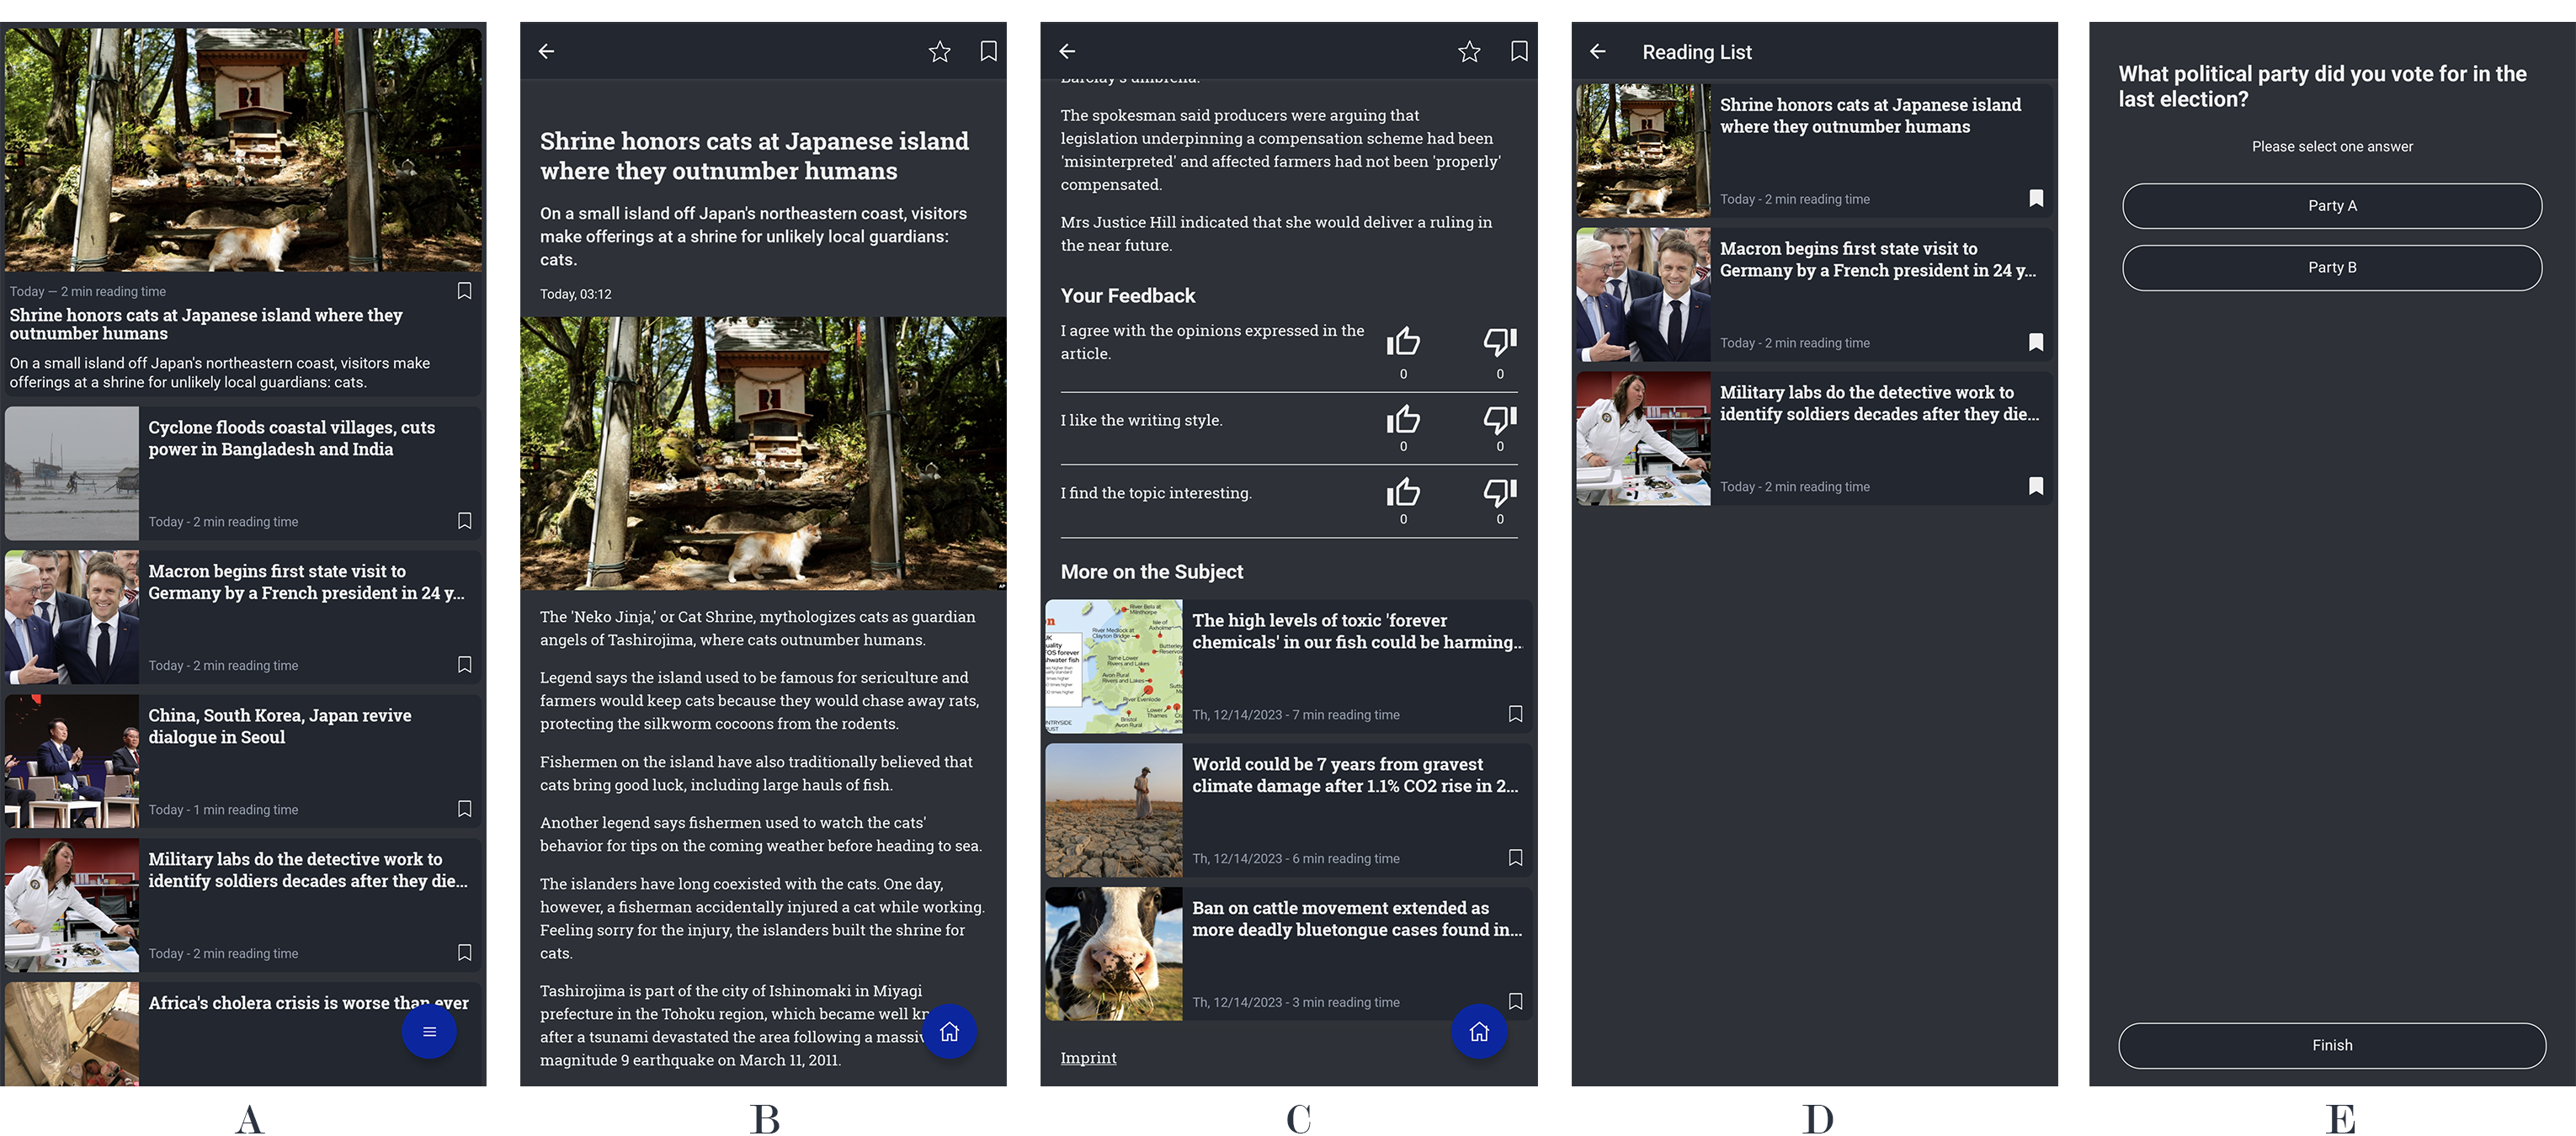 Today — 2 min reading time
Shrine honors cats at Japanese island where they
outnumber humans
On a small island off Japan's northeastern coast, visitors make
offerings at a shrine for unlikely local guardians: cats.
Cyclone floods coastal villages, cuts
power in Bangladesh and India
Today - 2 min reading time
Macron begins first state visit to
Germany by a French president in 24 y...
Today - 2 min reading time
China, South Korea, Japan revive
dialogue in Seoul
Today - 1 min reading time
Military labs do the detective work to
identify soldiers decades after they die...
Today - 2 min reading time
Africa's cholera crisis is worse than ever
A
Shrine honors cats at Japanese island
where they outnumber humans
On a small island off Japan's northeastern coast, visitors
make offerings at a shrine for unlikely local guardians:
cats.
Today, 03:12
AP
The 'Neko Jinja,' or Cat Shrine, mythologizes cats as guardian
angels of Tashirojima, where cats outnumber humans.
Legend says the island used to be famous for sericulture and
farmers would keep cats because they would chase away rats,
protecting the silkworm cocoons from the rodents.
Fishermen on the island have also traditionally believed that
cats bring good luck, including large hauls of fish.
Another legend says fishermen used to watch the cats'
behavior for tips on the coming weather before heading to sea.
The islanders have long coexisted with the cats. One day,
however, a fisherman accidentally injured a cat while working.
Feeling sorry for the injury, the islanders built the shrine for
cats.
Tashirojima is part of the city of Ishinomaki in Miyagi
prefecture in the Tohoku region, which became well kn
after a tsunami devastated the area following a massiv
magnitude 9 earthquake on March 11, 2011.
B
Barclay's umbrella.
The spokesman said producers were arguing that
legislation underpinning a compensation scheme had been
'misinterpreted' and affected farmers had not been 'properly'
compensated.
Mrs Justice Hill indicated that she would deliver a ruling in
the near future.
Your Feedback
I agree with the opinions expressed in the
article.
0 0
I like the writing style.
0 0
I find the topic interesting.
0 0
More on the Subject
The high levels of toxic 'forever
chemicals' in our fish could be harming..
Th, 12/14/2023 - 7 min reading time
World could be 7 years from gravest
climate damage after 1.1% CO2 rise in 2...
Th, 12/14/2023 - 6 min reading time
Ban on cattle movement extended as
more deadly bluetongue cases found in...
Th, 12/14/2023 - 3 min reading time
Imprint
C
Reading List
Shrine honors cats at Japanese island
where they outnumber humans
Today - 2 min reading time
Macron begins first state visit to
Germany by a French president in 24 y...
Today - 2 min reading time
Military labs do the detective work to
identify soldiers decades after they die...
Today - 2 min reading time
D
What political party did you vote for in the
last election?
Please select one answer
Party A
Party B
Finish
E